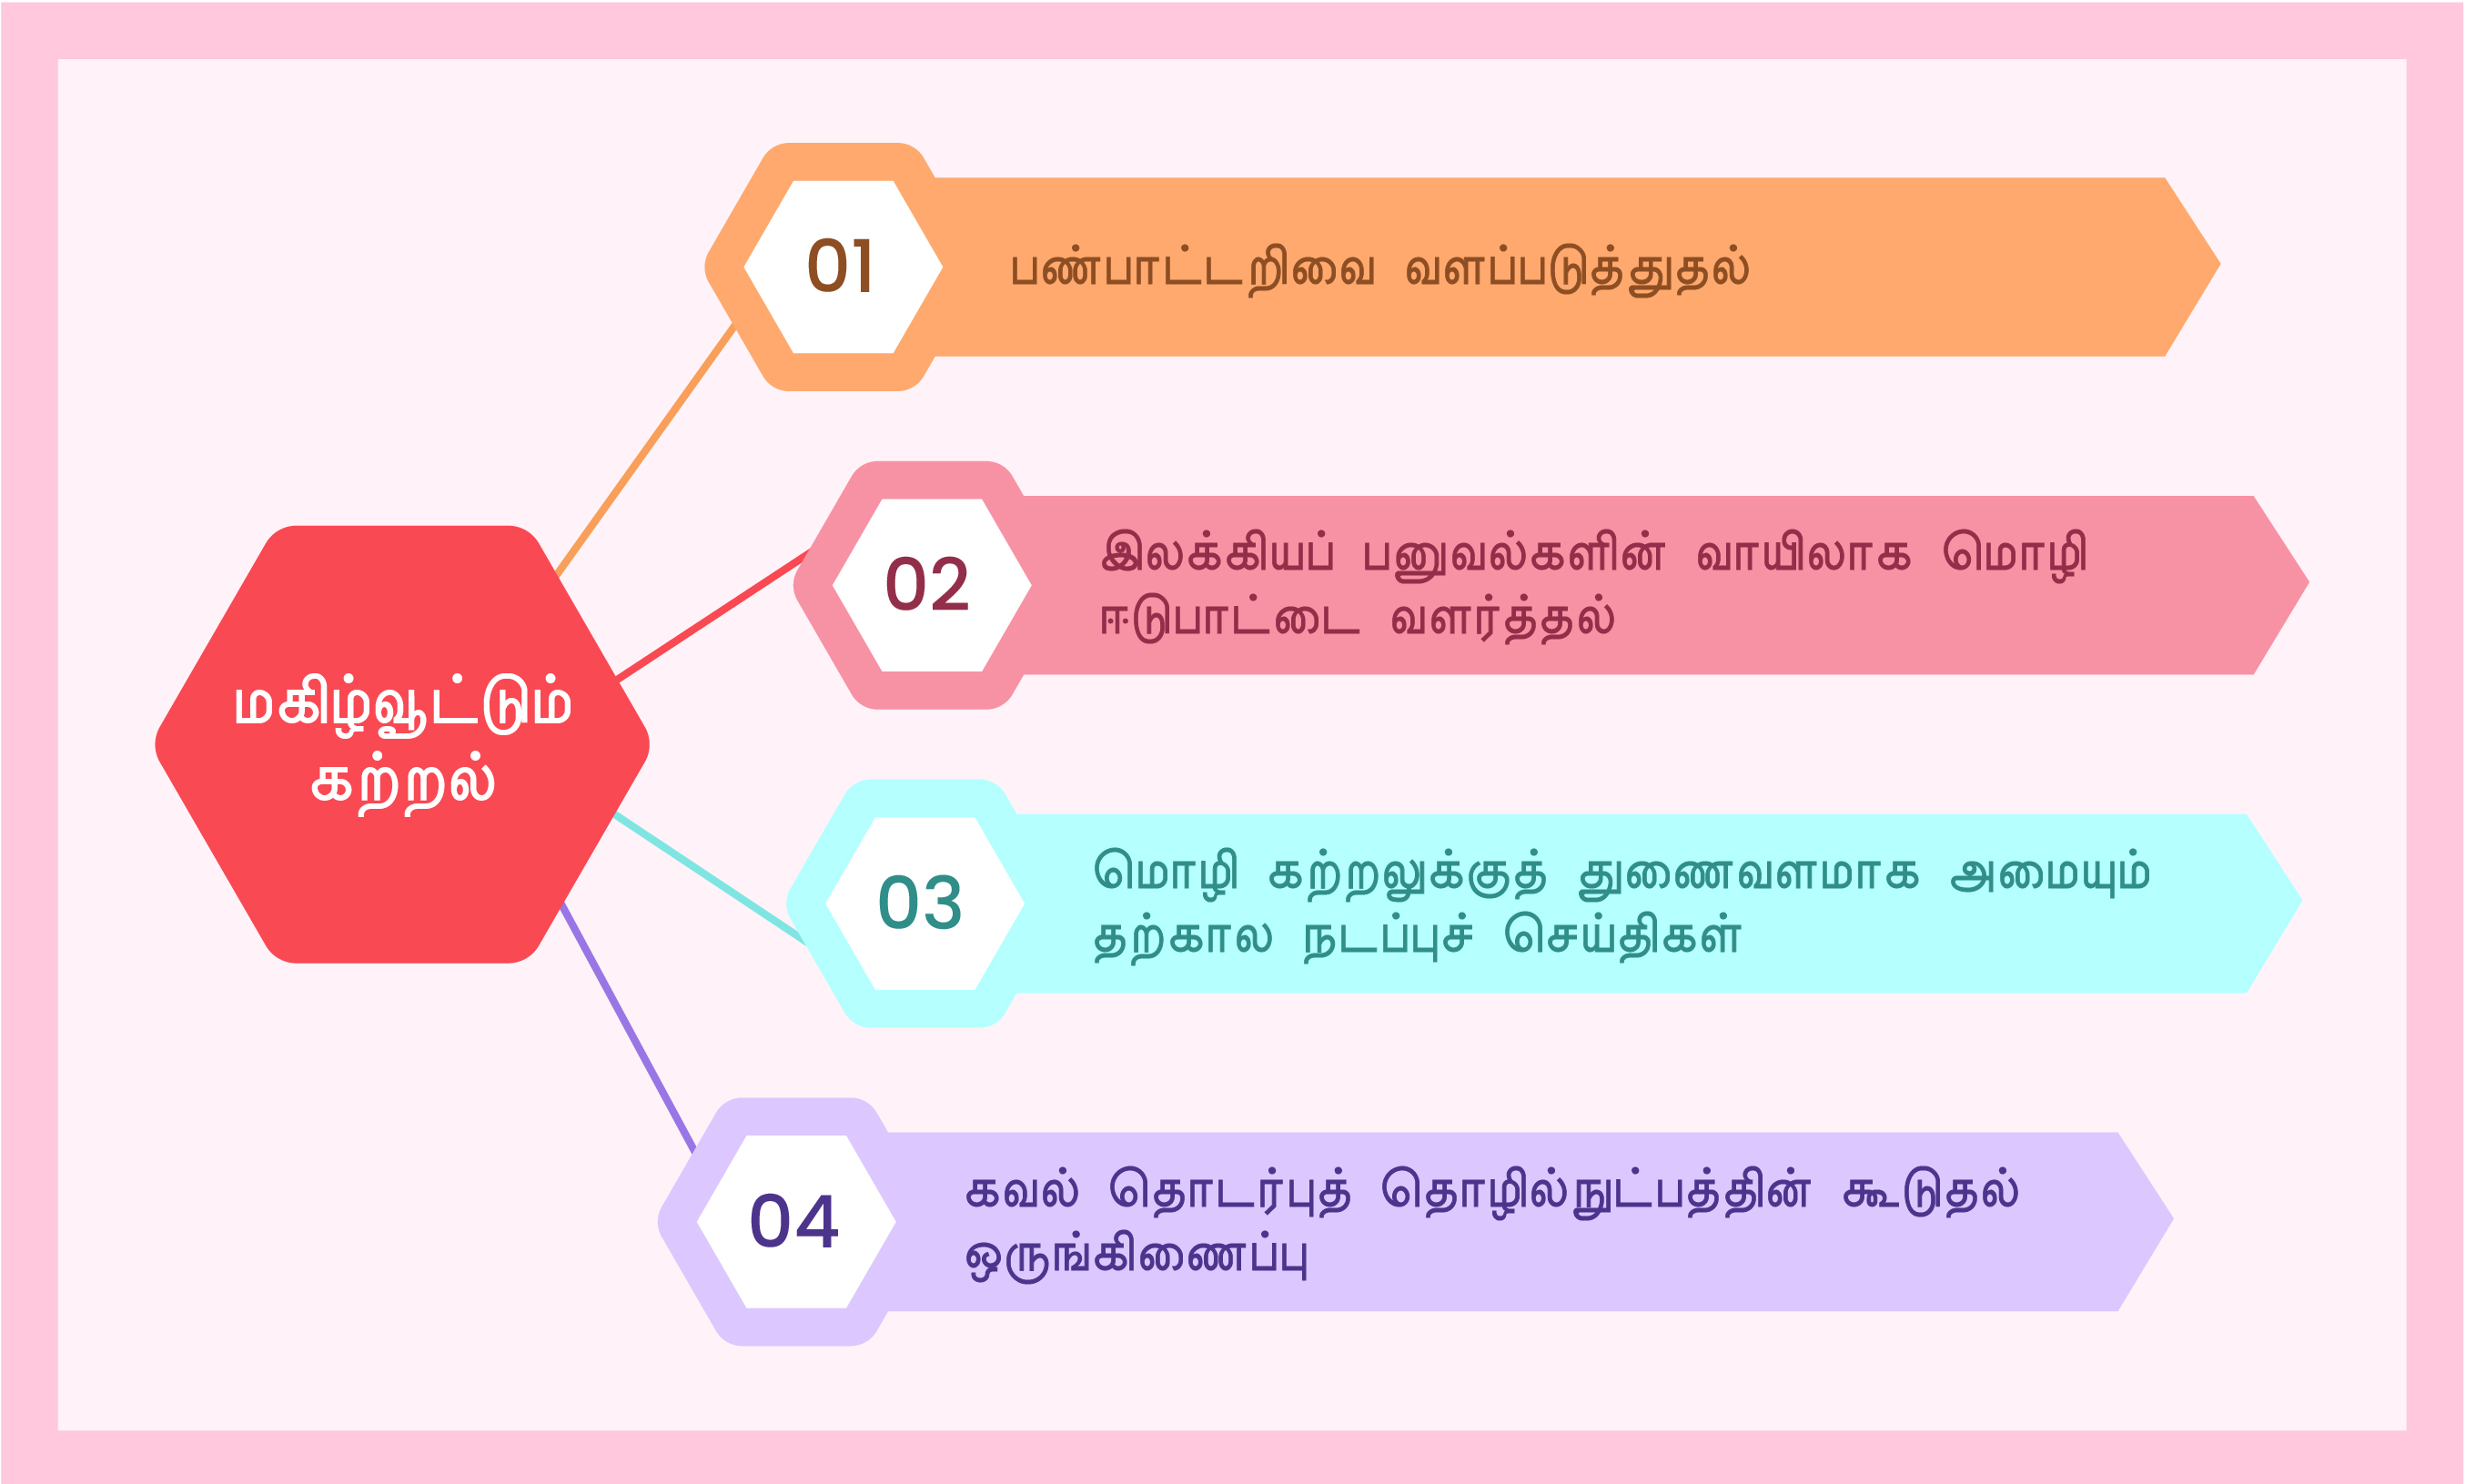 மகிழ்வூட்டும்
கற்றல்
01
பண்பாட்டறிவை வளப்படுத்துதல்
02
இலக்கியப் பனுவல்களின் வாயிலாக மொழி
ஈடுபாட்டை வளர்த்தல்
03
மொழி கற்றலுக்குத் துணைவளமாக அமையும்
தற்கால நடப்புச் செய்திகள்
04
கவல் தொடர்புத் தொழில்நுட்பத்தின் கூடுதல்
ஒருங்கிணைப்பு